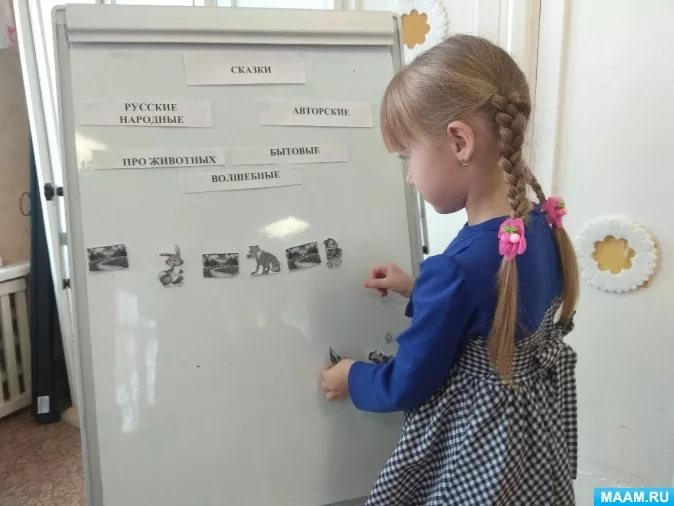 СКАЗКИ
РУССКИЕ
НАРОДНЫЕ
АВТОРСКИЕ
ПРО ЖИВОТНЫХ
БЫТОВЫЕ
ВОЛШЕБНЫЕ
MAAM.RU